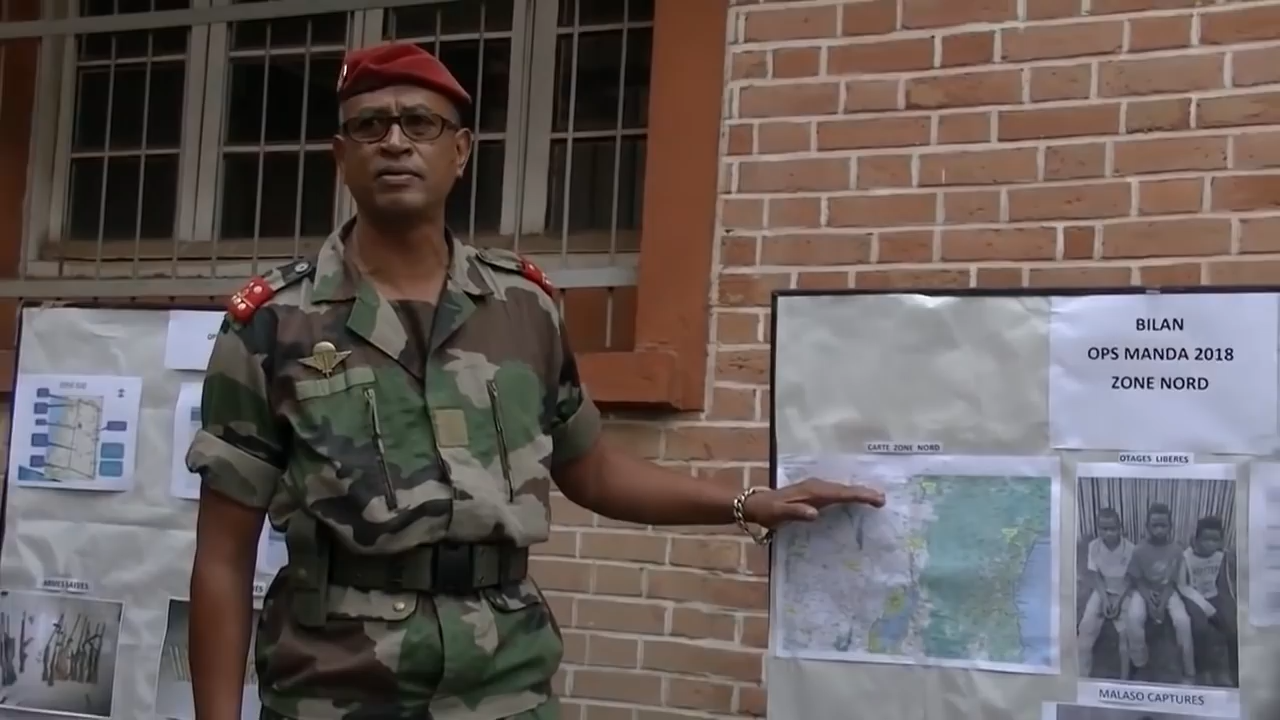 BILAN
OPS MANDA 2018
ZONE NORD
CARTE ZONE NORD
OTAGES LIBERES
MALASO CAPTURES